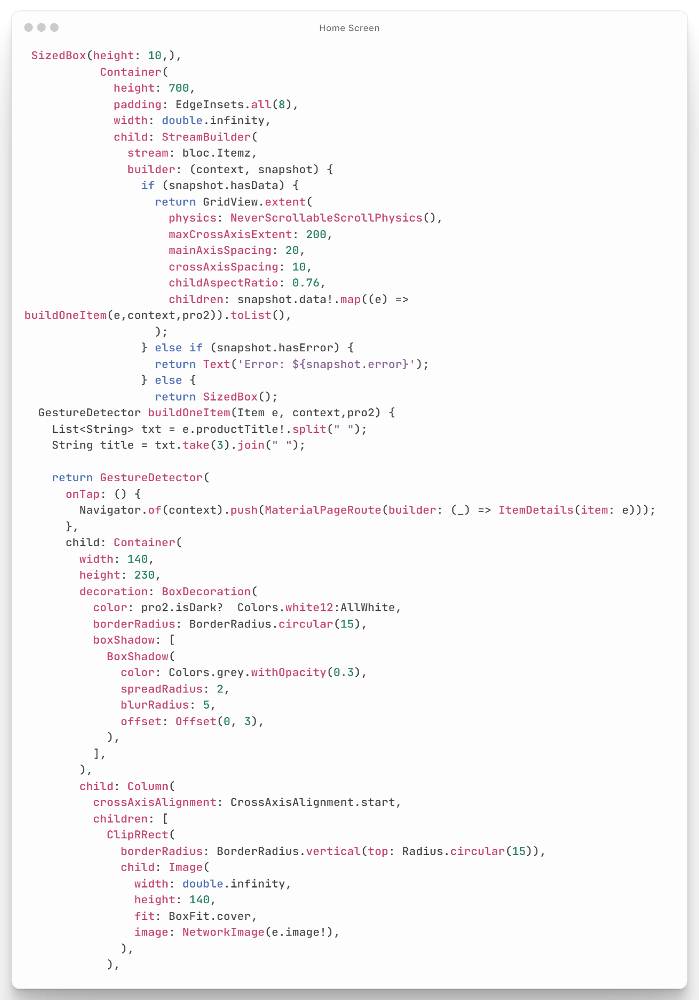 Home Screen
SizedBox(height: 10,),
Container(
height: 700,
padding: EdgeInsets.all(8),
width: double.infinity,
child: StreamBuilder(
stream: bloc.Itemz,
builder: (context, snapshot) {
if (snapshot.hasData) {
return GridView.extent(
physics: NeverScrollableScrollPhysics(),
maxCrossAxisExtent: 200,
mainAxisSpacing: 20,
crossAxisSpacing: 10,
childAspectRatio: 0.76,
children: snapshot.data!.map((e) =>
buildOneItem(e,context,pro2)).toList(),
);
} else if (snapshot.hasError) {
return Text('Error: ${snapshot.error}');
} else {
return SizedBox();
GestureDetector buildOneItem(Item e, context,pro2) {
List<String> txt = e.productTitle!.split(" ");
String title = txt.take(3).join(" ");
return GestureDetector(
onTap: () {
Navigator.of(context).push(MaterialPageRoute(builder: (_) => ItemDetails(item: e)));
},
child: Container(
width: 140,
height: 230,
decoration: BoxDecoration(
color: pro2.isDark?  Colors.white12:AllWhite,
borderRadius: BorderRadius.circular(15),
boxShadow: [
BoxShadow(
color: Colors.grey.withOpacity(0.3),
spreadRadius: 2,
blurRadius: 5,
offset: Offset(0, 3),
),
],
),
child: Column(
crossAxisAlignment: CrossAxisAlignment.start,
children: [
ClipRRect(
borderRadius: BorderRadius.vertical(top: Radius.circular(15)),
child: Image(
width: double.infinity,
height: 140,
fit: BoxFit.cover,
image: NetworkImage(e.image!),
),
),